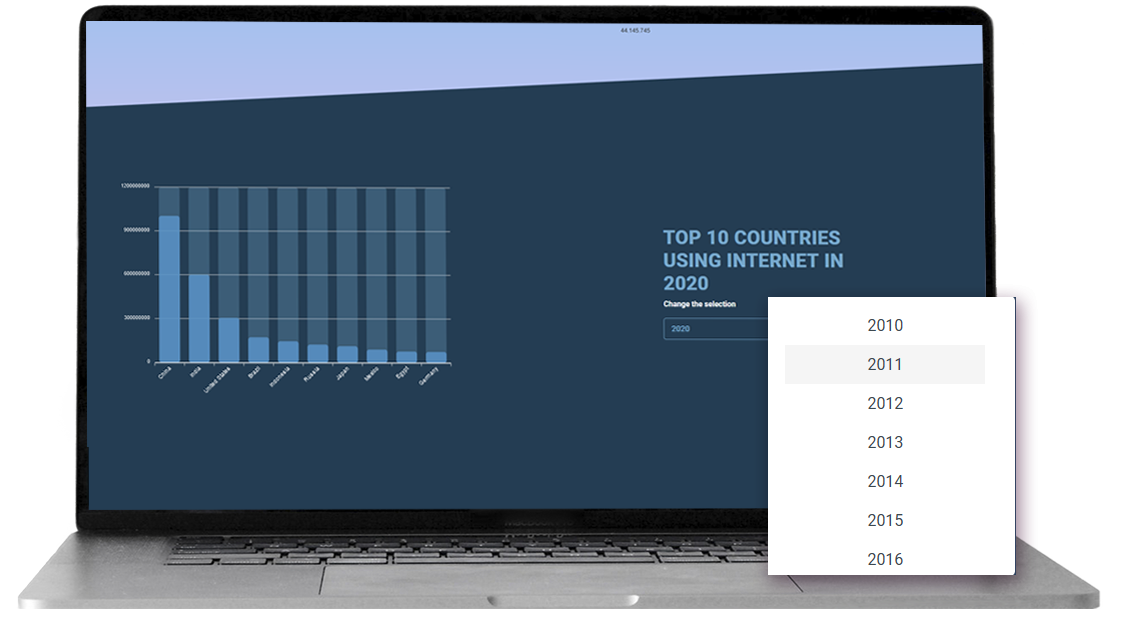 44.145.745
1200000000
900000000
600000000
300000000
0
China
India
United States
Brazil
Indonesia
Russia
Japan
Mexico
Egypt
Germany
TOP 10 COUNTRIES
USING INTERNET IN
2020
Change the selection
2020
2010
2011
2012
2013
2014
2015
2016